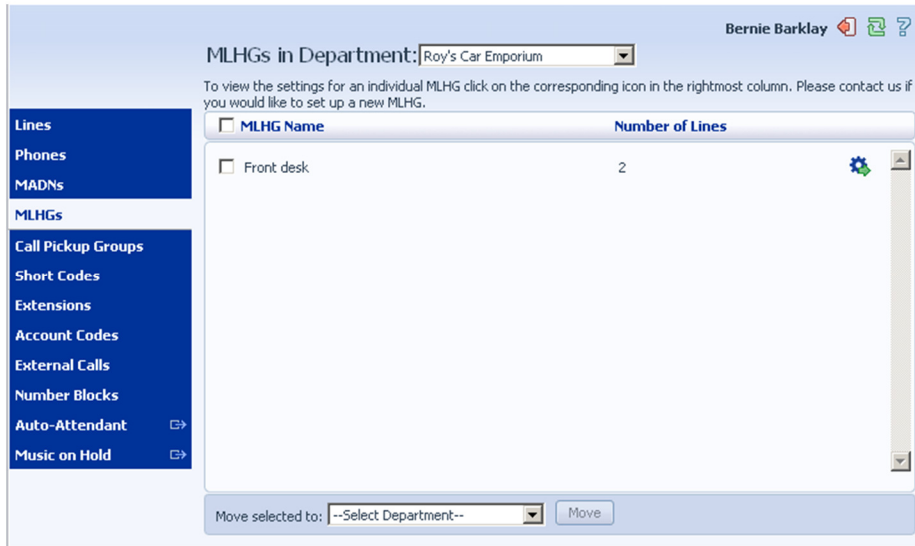 Bernie Barklay
MLHGs in Department: Roy's Car Emporium
To view the settings for an individual MLHG click on the corresponding icon in the rightmost column. Please contact us if
you would like to set up a new MLHG.
MLHG Name Number of Lines
Front desk 2
Lines
Phones
MADNs
MLHGs
Call Pickup Groups
Short Codes
Extensions
Account Codes
External Calls
Number Blocks
Auto-Attendant
Music on Hold
Move selected to: --Select Department-- Move